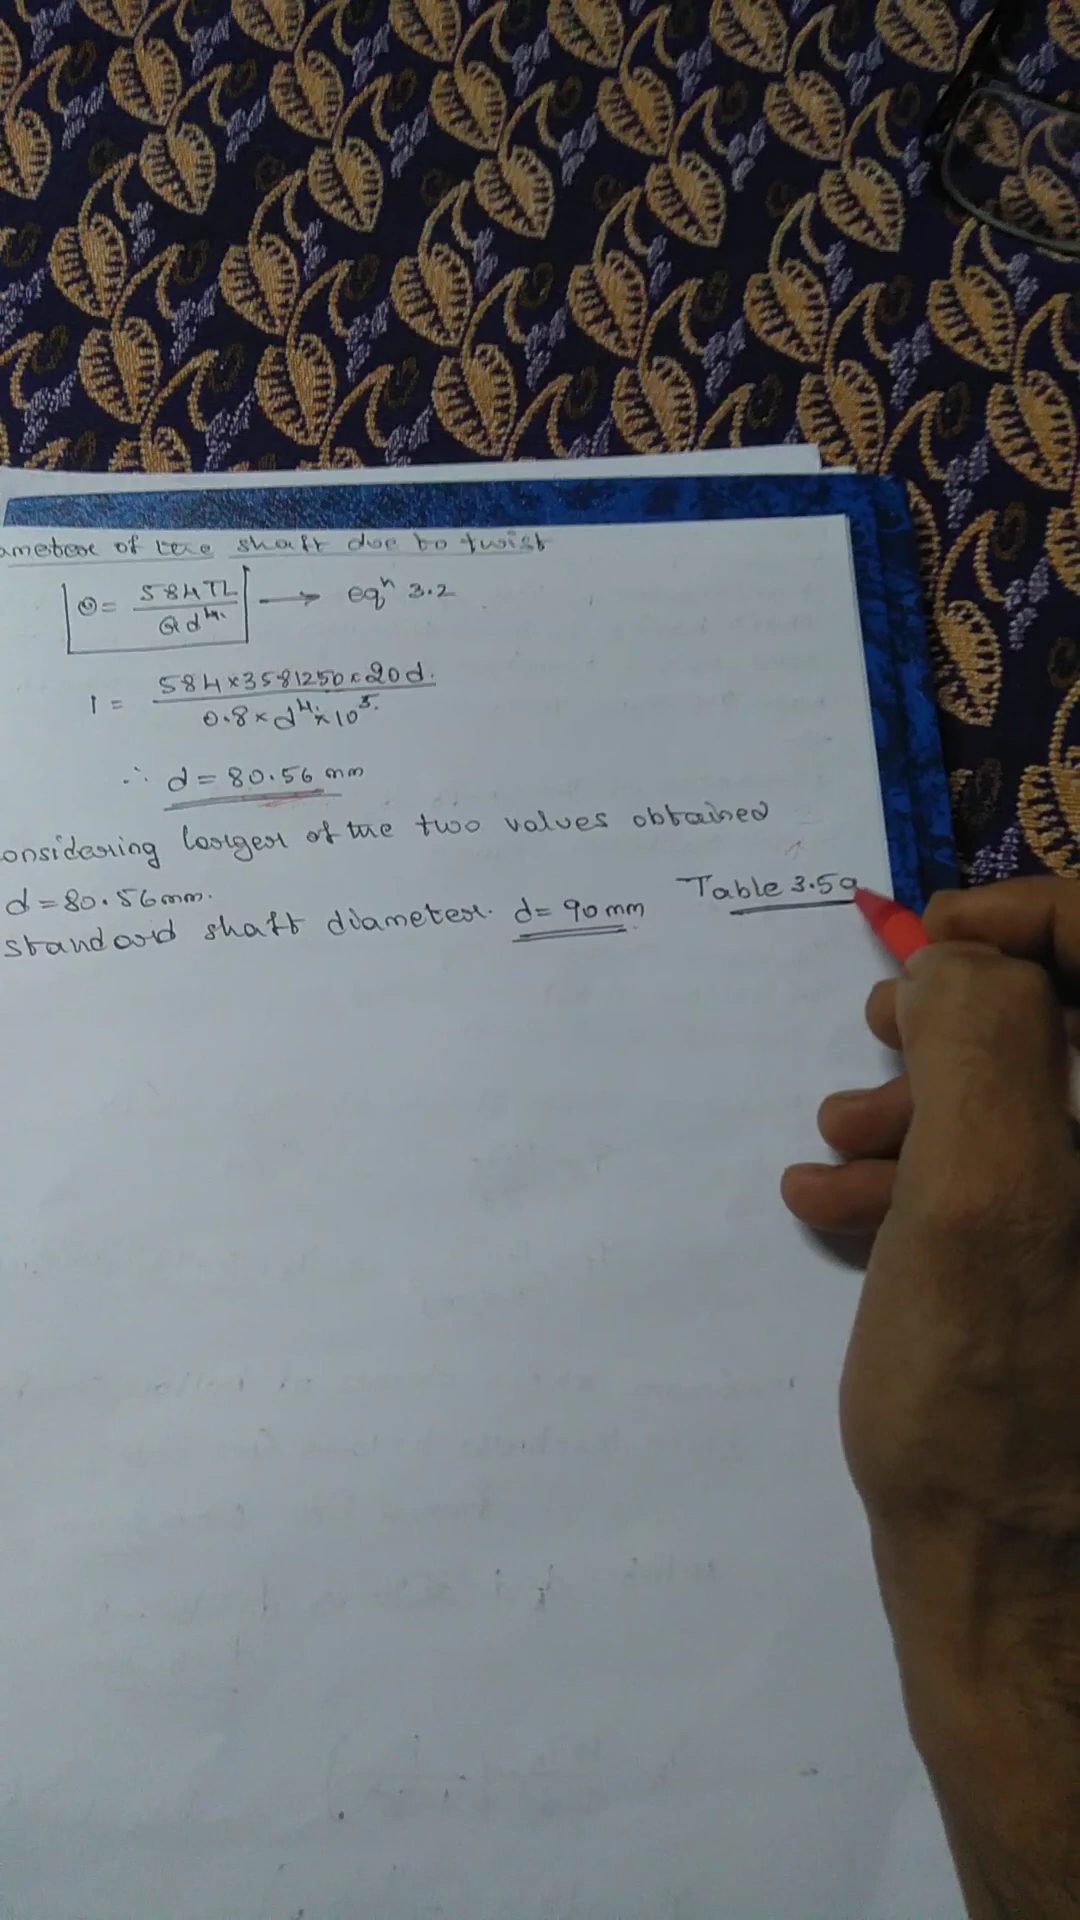 ameter of the shaft due to twist
Θ = 584TL / Gd⁴ → eqⁿ 3.2
1 = 584×3581250×20d / 0.8×d⁴×10⁵
∴ d = 80.56 mm
onsidering larger of the two values obtained
d = 80.56mm.
standard shaft diameter. d= 90mm Table 3.5a